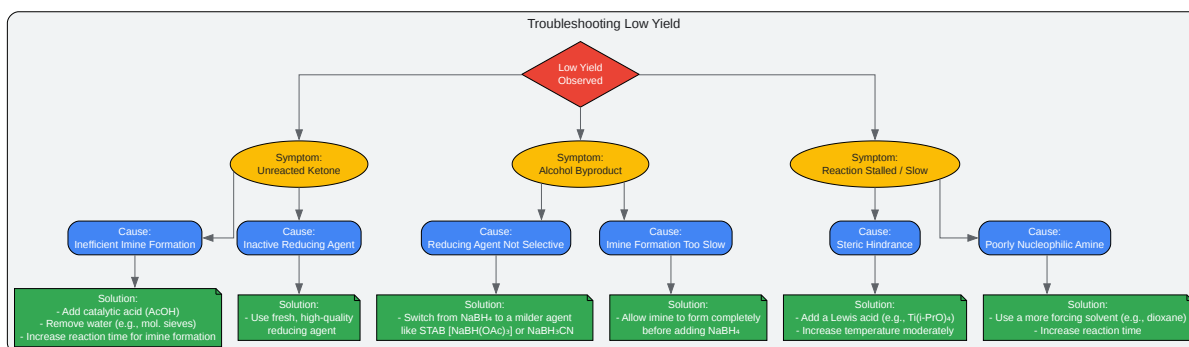 Troubleshooting Low Yield
Low Yield
Observed
Symptom:
Unreacted Ketone
Symptom:
Alcohol Byproduct
Symptom:
Reaction Stalled / Slow
Cause:
Inefficient Imine Formation
Cause:
Inactive Reducing Agent
Cause:
Reducing Agent Not Selective
Cause:
Imine Formation Too Slow
Cause:
Steric Hindrance
Cause:
Poorly Nucleophilic Amine
Solution:
- Add catalytic acid (AcOH)
- Remove water (e.g., mol. sieves)
- Increase reaction time for imine formation
Solution:
- Use fresh, high-quality
reducing agent
Solution:
- Switch from NaBH₄ to a milder agent
like STAB [NaBH(OAc)₃] or NaBH₃CN
Solution:
- Allow imine to form completely
before adding NaBH₄
Solution:
- Add a Lewis acid (e.g., Ti(i-PrO)₄)
- Increase temperature moderately
Solution:
- Use a more forcing solvent (e.g., dioxane)
- Increase reaction time